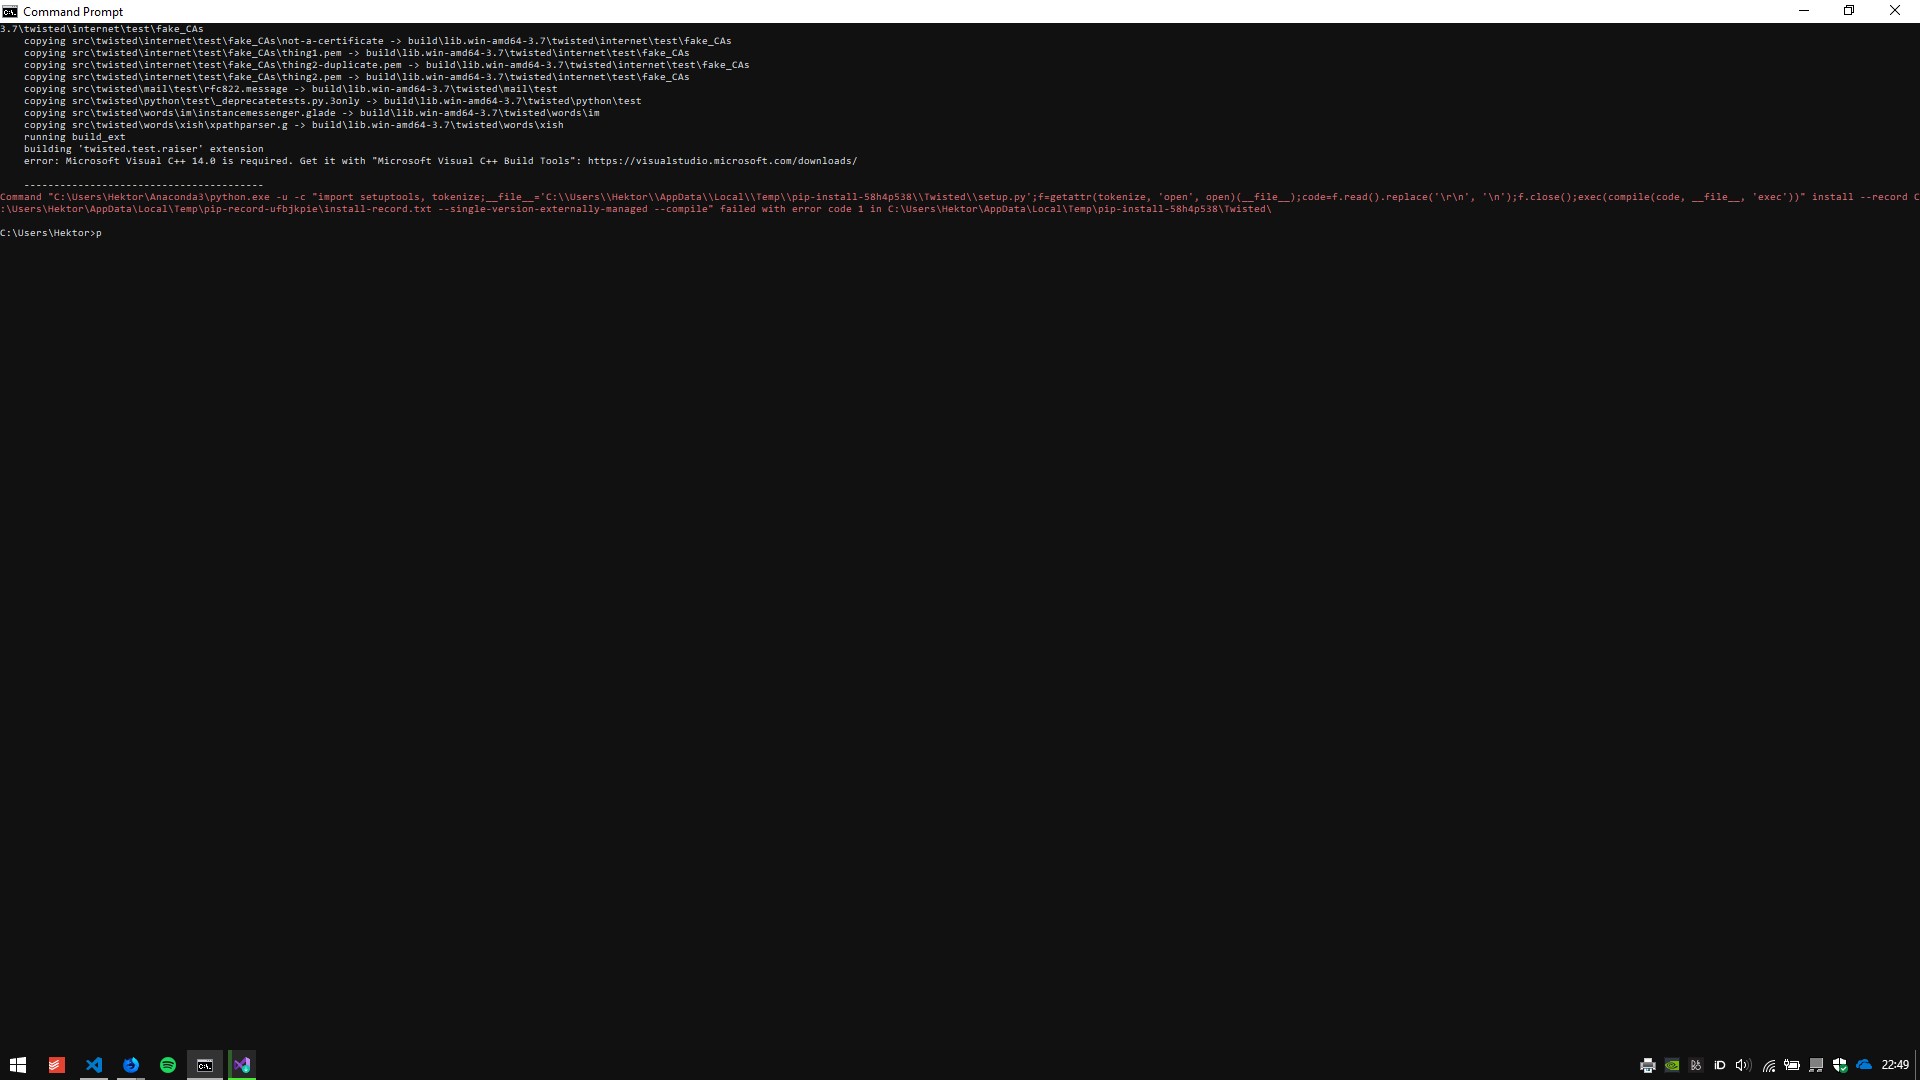 Command Prompt
3.7\twisted\internet\test\fake_CAs
copying src\twisted\internet\test\fake_CAs\not-a-certificate -> build\lib.win-amd64-3.7\twisted\internet\test\fake_CAs
copying src\twisted\internet\test\fake_CAs\thing1.pem -> build\lib.win-amd64-3.7\twisted\internet\test\fake_CAs
copying src\twisted\internet\test\fake_CAs\thing2-duplicate.pem -> build\lib.win-amd64-3.7\twisted\internet\test\fake_CAs
copying src\twisted\internet\test\fake_CAs\thing2.pem -> build\lib.win-amd64-3.7\twisted\internet\test\fake_CAs
copying src\twisted\mail\test\rfc822.message -> build\lib.win-amd64-3.7\twisted\mail\test
copying src\twisted\python\test\_deprecatetests.py.3only -> build\lib.win-amd64-3.7\twisted\python\test
copying src\twisted\words\im\instancemessenger.glade -> build\lib.win-amd64-3.7\twisted\words\im
copying src\twisted\words\xish\xpathparser.g -> build\lib.win-amd64-3.7\twisted\words\xish
running build_ext
building 'twisted.test.raiser' extension
error: Microsoft Visual C++ 14.0 is required. Get it with "Microsoft Visual C++ Build Tools": https://visualstudio.microsoft.com/downloads/
----------------------------------------
Command "C:\Users\Hektor\Anaconda3\python.exe -u -c "import setuptools, tokenize;__file__='C:\\Users\\Hektor\\AppData\\Local\\Temp\\pip-install-58h4p538\\Twisted\\setup.py';f=getattr(tokenize, 'open', open)(__file__);code=f.read().replace('\r\n', '\n');f.close();exec(compile(code, __file__, 'exec'))" install --record C
:\Users\Hektor\AppData\Local\Temp\pip-record-ufbjkpie\install-record.txt --single-version-externally-managed --compile" failed with error code 1 in C:\Users\Hektor\AppData\Local\Temp\pip-install-58h4p538\Twisted\
C:\Users\Hektor>p
22:49